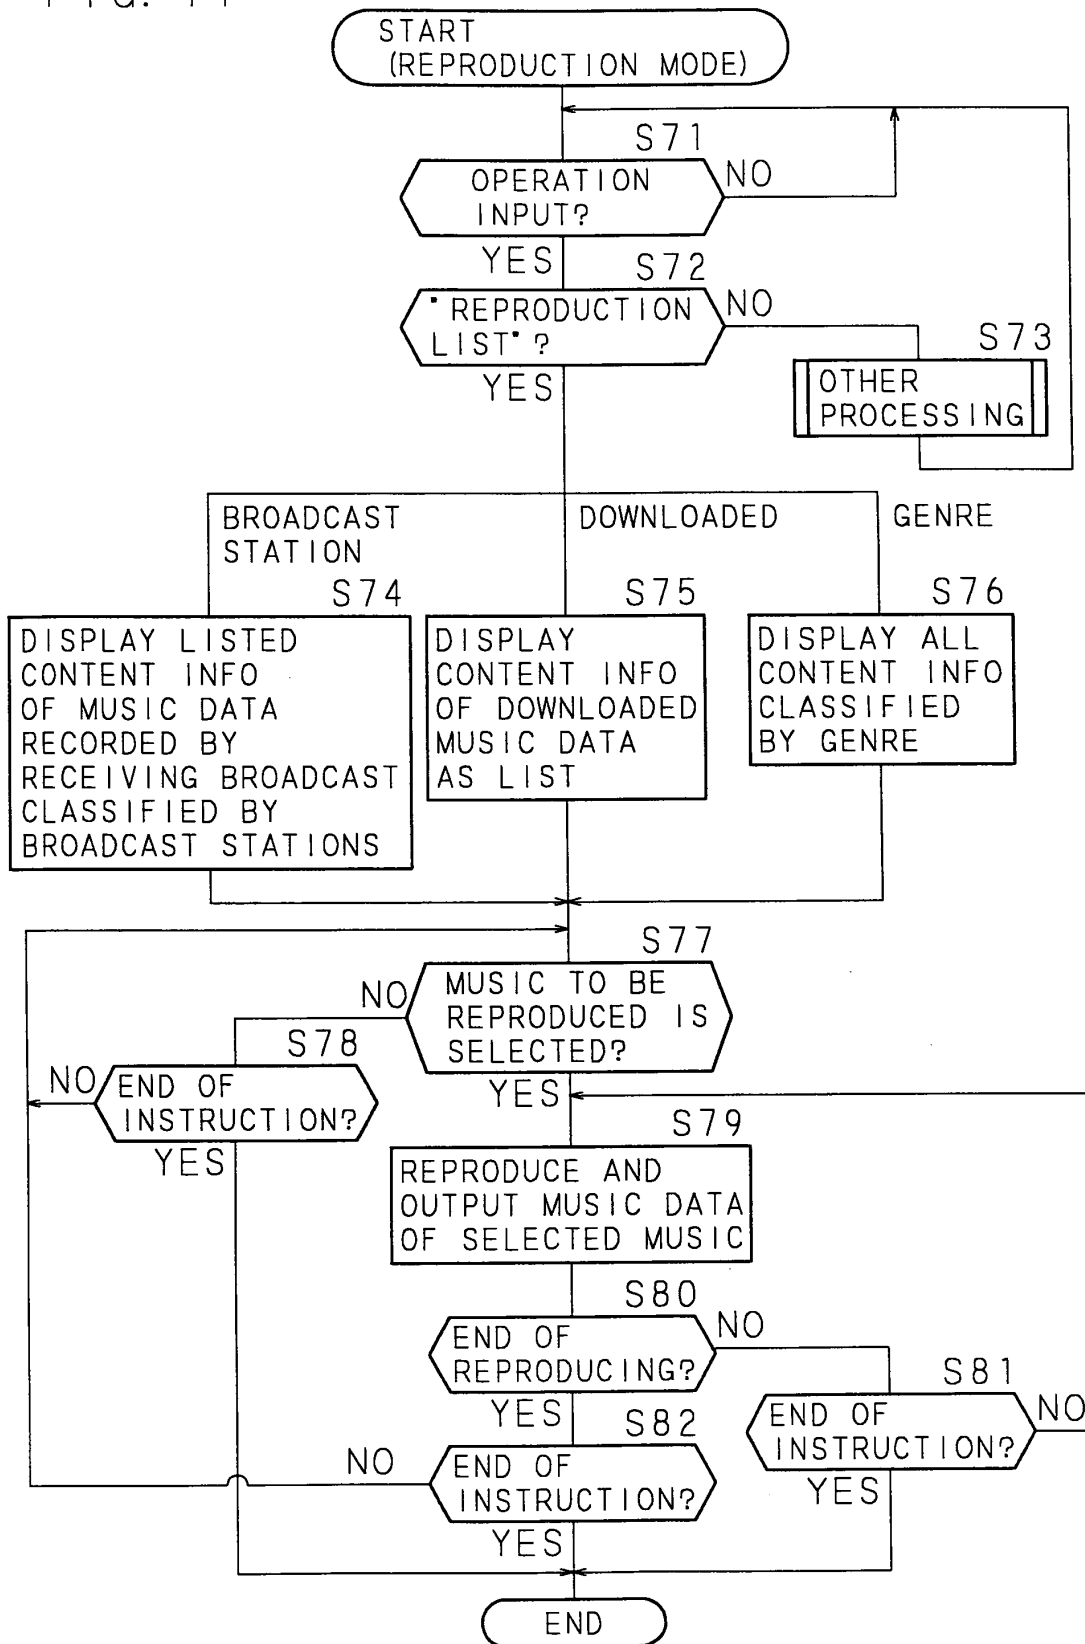 START
(REPRODUCTION MODE)
S71
OPERATION
INPUT?
NO
YES
S72
"REPRODUCTION
LIST"?
NO
YES
S73
OTHER
PROCESSING
BROADCAST
STATION
DOWNLOADED
GENRE
S74
DISPLAY LISTED
CONTENT INFO
OF MUSIC DATA
RECORDED BY
RECEIVING BROADCAST
CLASSIFIED BY
BROADCAST STATIONS
S75
DISPLAY
CONTENT INFO
OF DOWNLOADED
MUSIC DATA
AS LIST
S76
DISPLAY ALL
CONTENT INFO
CLASSIFIED
BY GENRE
S77
MUSIC TO BE
REPRODUCED IS
SELECTED?
NO
YES
S78
END OF
INSTRUCTION?
NO
YES
S79
REPRODUCE AND
OUTPUT MUSIC DATA
OF SELECTED MUSIC
S80
END OF
REPRODUCING?
NO
YES
S81
END OF
INSTRUCTION?
NO
YES
S82
END OF
INSTRUCTION?
NO
YES
END